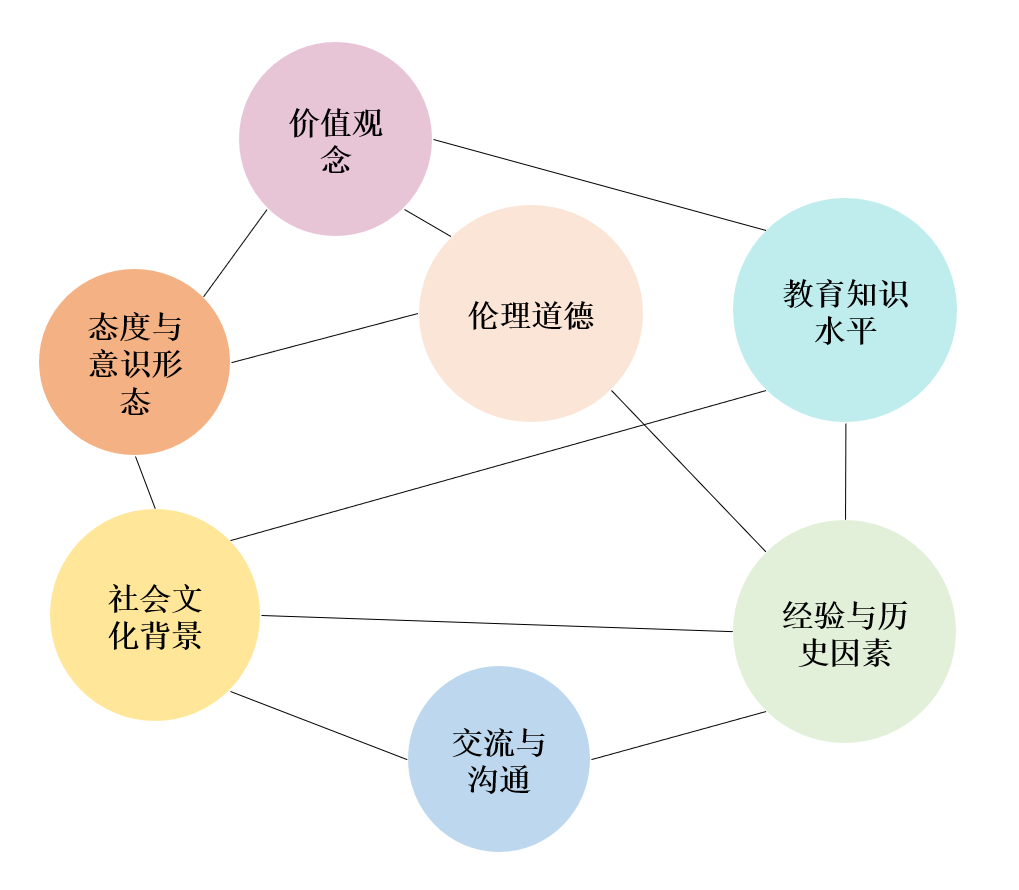 价值观
念
伦理道德
教育知识
水平
态度与
意识形
态
社会文
化背景
经验与历
史因素
交流与
沟通